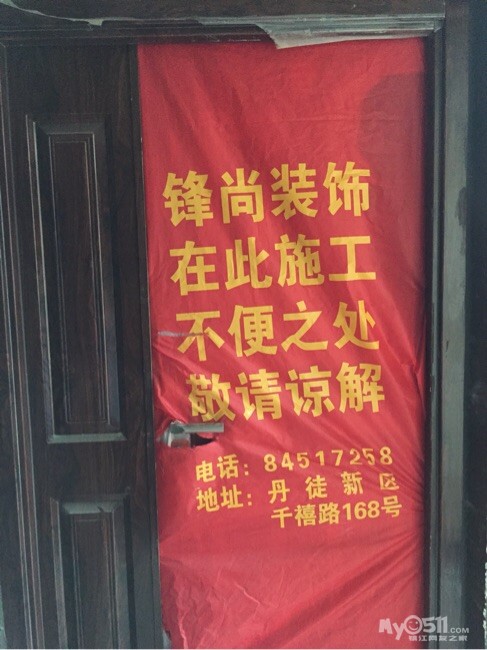 锋尚装饰
在此施工
不便之处
敬请谅解
电话：84517258
地址：丹徒新区
千禧路168号
My0511.COM
镇江网友之家